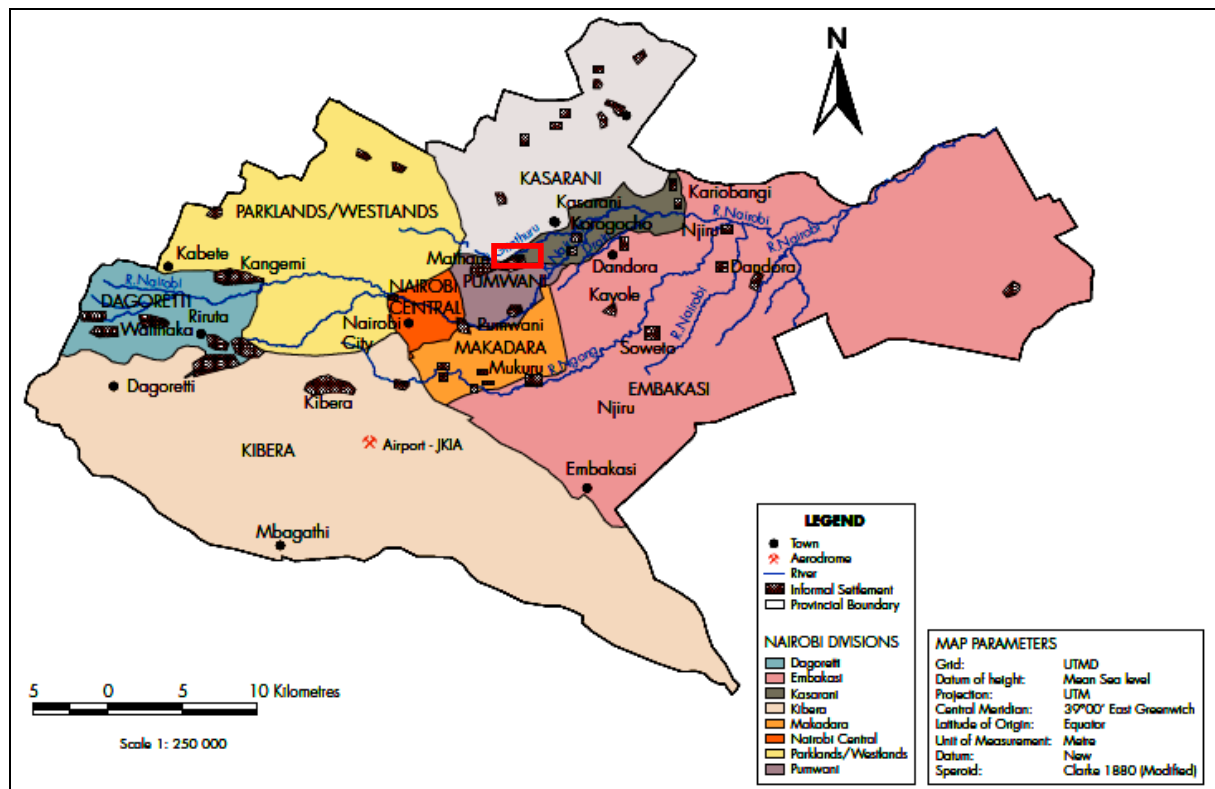 N
KASARANI
Kasarani
Kariobangi
PARKLANDS/WESTLANDS
Korogocho
R.Nairobi
Njiru
R.Nairobi
Kabete
Kangemi
PUMWANI
Dandora
Dandora
R.Nairobi
DAGORETTI
NAIROBI
CENTRAL
Kayole
R.Nairobi
Riruta
Nairobi
City
Pumwani
MAKADARA
Soweto
Mukuru
R.Ngong
EMBAKASI
Dagoretti
Kibera
Njiru
KIBERA
Airport - JKIA
Embakasi
Mbagathi
LEGEND
Town
Aerodrome
River
Informal Settlement
Provincial Boundary
NAIROBI DIVISIONS
Dagoretti
Embakasi
Kasarani
Kibera
Makadara
Nairobi Central
Parklands/Westlands
Pumwani
MAP PARAMETERS
Grid: UTMD
Datum of height: Mean Sea level
Projection: UTM
Central Meridian: 39°00' East Greenwich
Latitude of Origin: Equator
Unit of Measurement: Metre
Datum: New
Speroid: Clarke 1880 (Modified)
5 0 5 10 Kilometres
Scale 1: 250 000